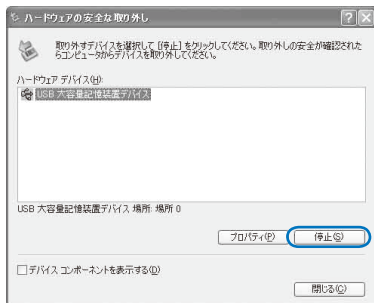 ハードウェアの安全な取り外し
取り外すデバイスを選択して [停止] をクリックしてください。取り外しの安全が確認された
らコンピュータからデバイスを取り外してください。
ハードウェア デバイス(H):
USB 大容量記憶装置デバイス
USB 大容量記憶装置デバイス 場所: 場所 0
プロパティ(P)
停止(S)
デバイス コンポーネントを表示する(D)
閉じる(C)